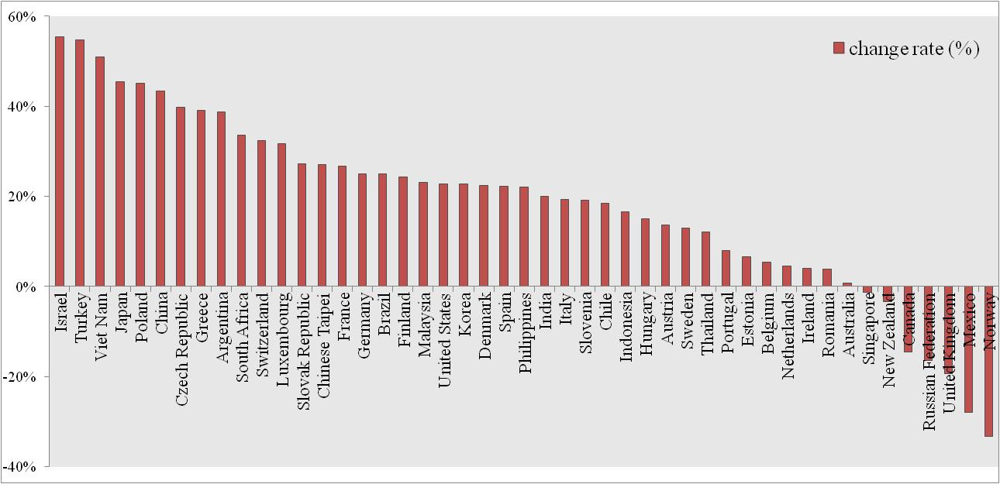 60%
change rate (%)
40%
20%
0%
-20%
-40%
Israel
Turkey
Viet Nam
Japan
Poland
China
Czech Republic
Greece
Argentina
South Africa
Switzerland
Luxembourg
Slovak Republic
Chinese Taipei
France
Germany
Brazil
Finland
Malaysia
United States
Korea
Denmark
Spain
Philippines
India
Italy
Slovenia
Chile
Indonesia
Hungary
Austria
Sweden
Thailand
Portugal
Estonia
Belgium
Netherlands
Ireland
Romania
Australia
Singapore
New Zealand
Canada
Russian Federation
United Kingdom
Mexico
Norway